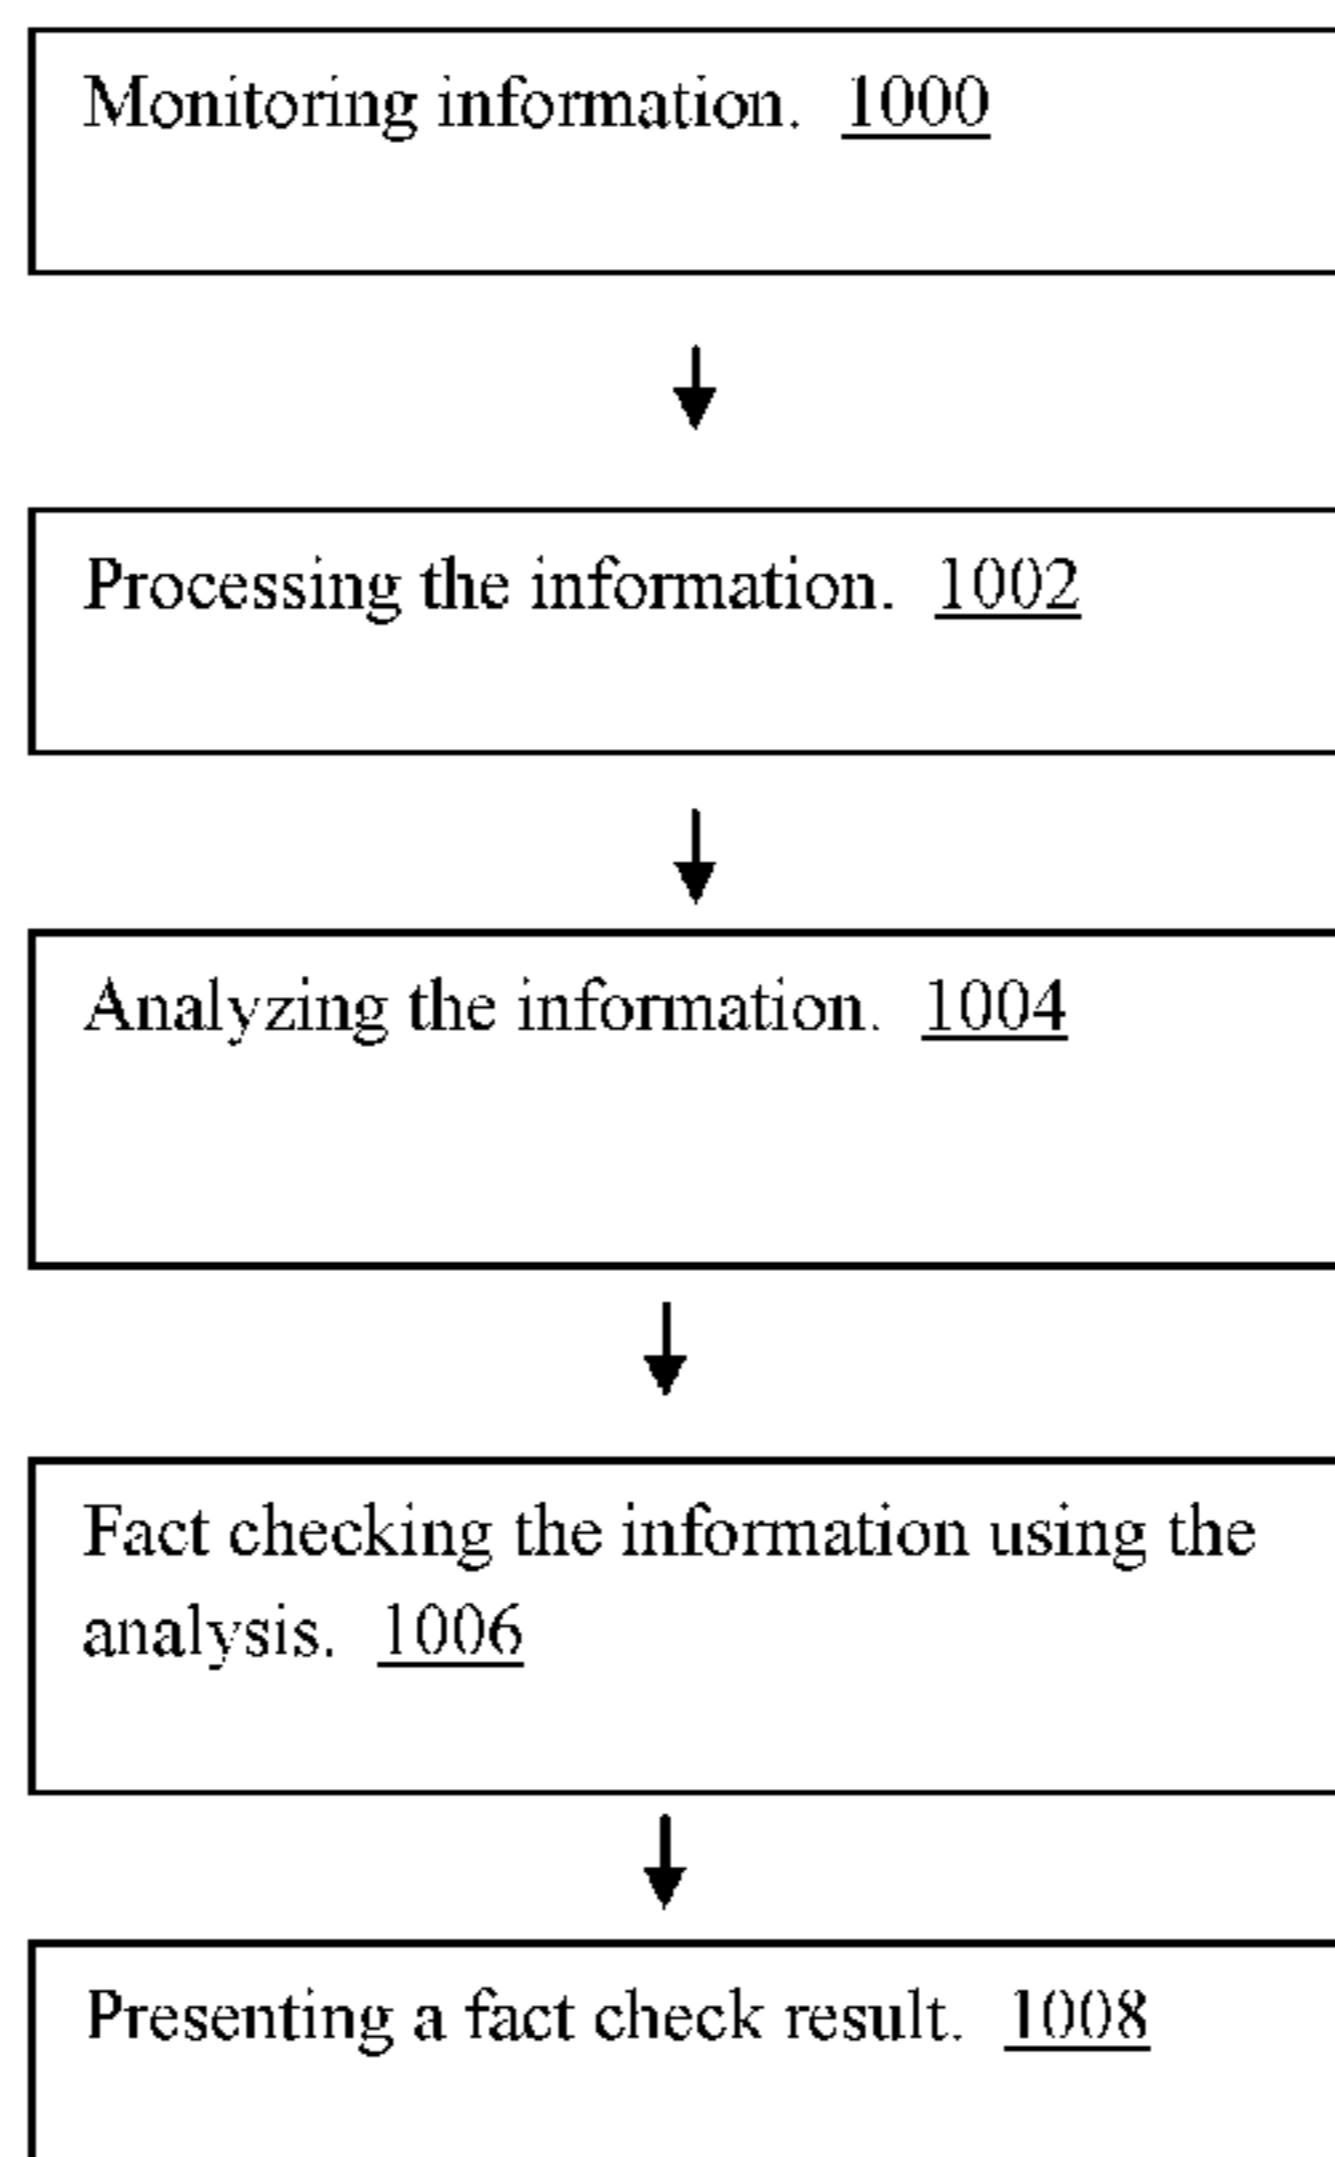 Monitoring information. 1000
Processing the information. 1002
Analyzing the information. 1004
Fact checking the information using the
analysis. 1006
Presenting a fact check result. 1008